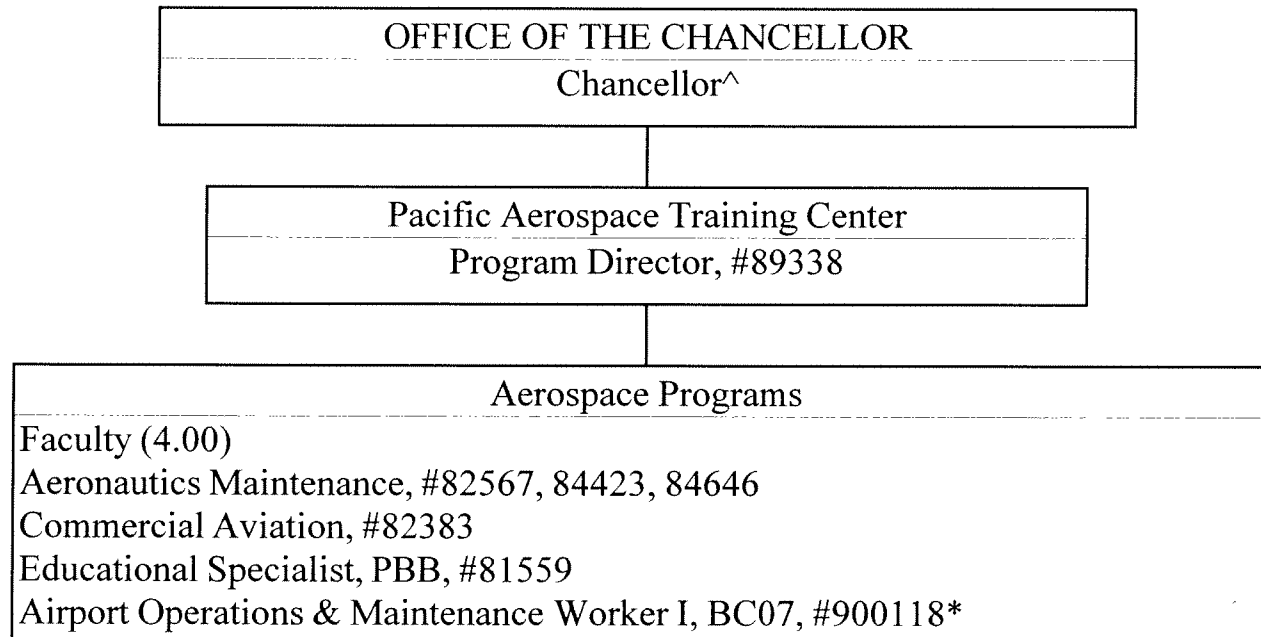 OFFICE OF THE CHANCELLOR
Chancellor^
Pacific Aerospace Training Center
Program Director, #89338
Aerospace Programs
Faculty (4.00)
Aeronautics Maintenance, #82567, 84423, 84646
Commercial Aviation, #82383
Educational Specialist, PBB, #81559
Airport Operations & Maintenance Worker I, BC07, #900118*